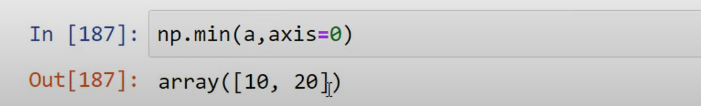 In [187]: np.min(a,axis=0)
Out[187]: array([10, 20])